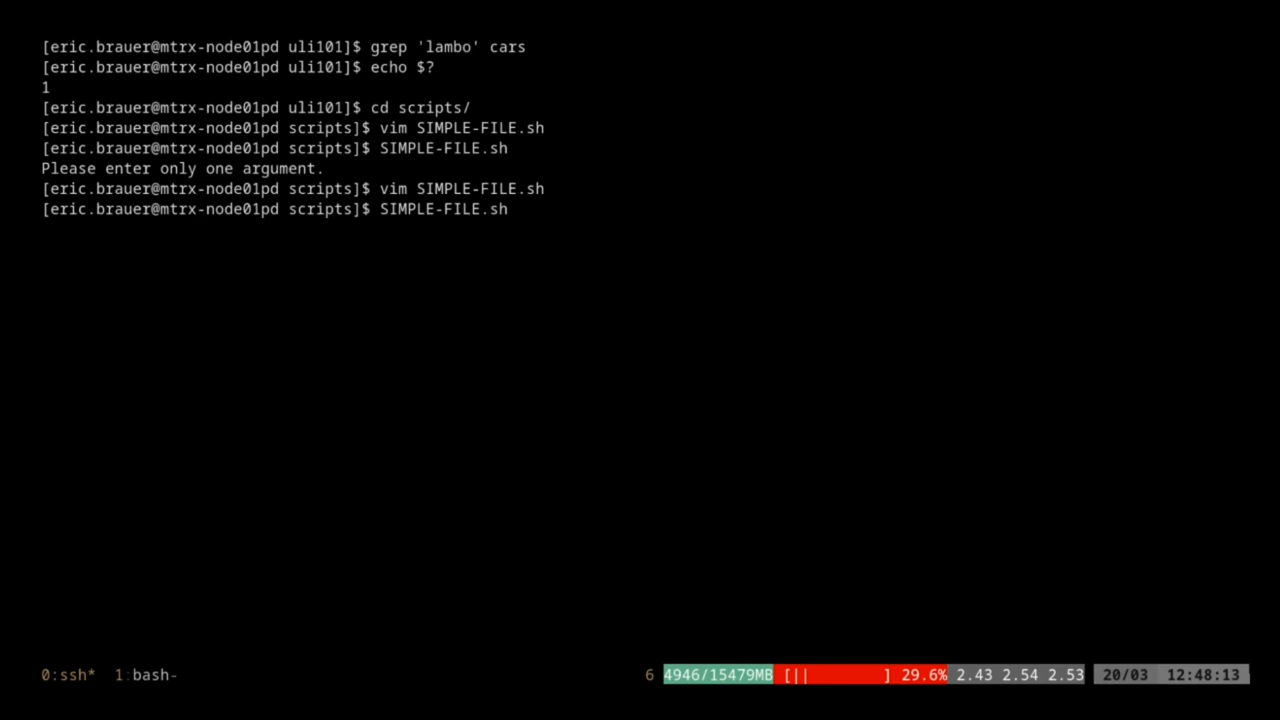 [eric.brauer@mtrx-node01pd uli101]$ grep 'lambo' cars
[eric.brauer@mtrx-node01pd uli101]$ echo $?
1
[eric.brauer@mtrx-node01pd uli101]$ cd scripts/
[eric.brauer@mtrx-node01pd scripts]$ vim SIMPLE-FILE.sh
[eric.brauer@mtrx-node01pd scripts]$ SIMPLE-FILE.sh
Please enter only one argument.
[eric.brauer@mtrx-node01pd scripts]$ vim SIMPLE-FILE.sh
[eric.brauer@mtrx-node01pd scripts]$ SIMPLE-FILE.sh
0:ssh* 1:bash- 6 4946/15479MB [|| ] 29.6% 2.43 2.54 2.53 20/03 12:48:13